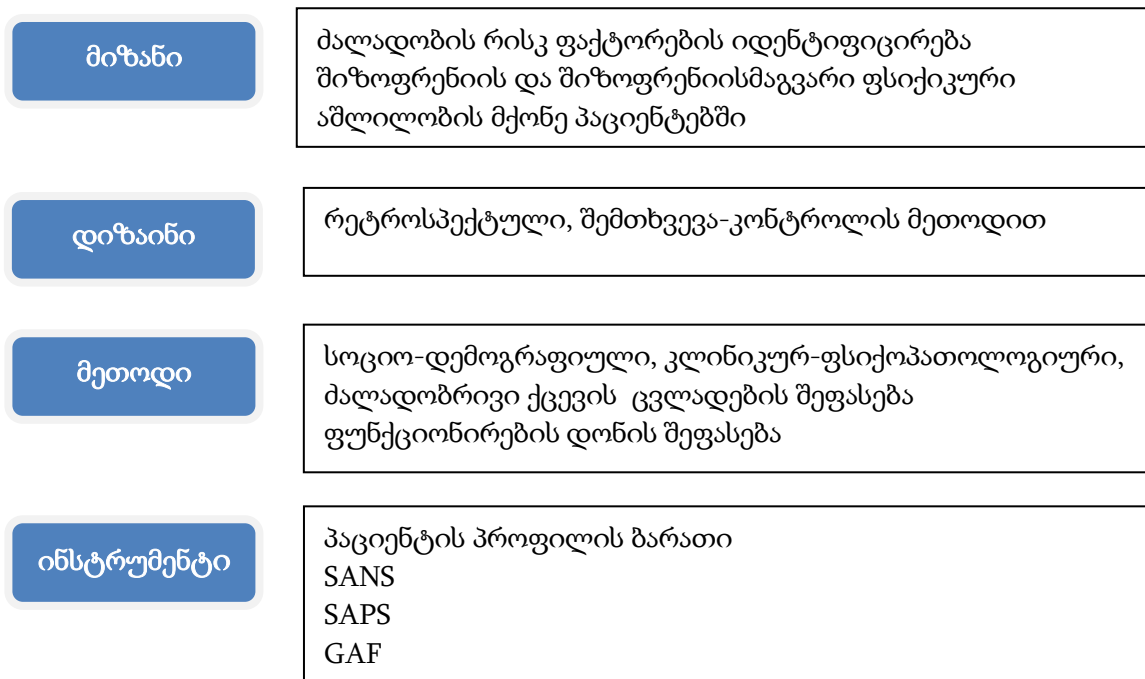 მიზანი
ძალადობის რისკ ფაქტორების იდენტიფიცირება
შიზოფრენიის და შიზოფრენიისმაგვარი ფსიქიკური
აშლილობის მქონე პაციენტებში
დიზაინი
რეტროსპექტული, შემთხვევა-კონტროლის მეთოდით
მეთოდი
სოციო-დემოგრაფიული, კლინიკურ-ფსიქოპათოლოგიური,
ძალადობრივი ქცევის ცვლადების შეფასება
ფუნქციონირების დონის შეფასება
ინსტრუმენტი
პაციენტის პროფილის ბარათი
SANS
SAPS
GAF